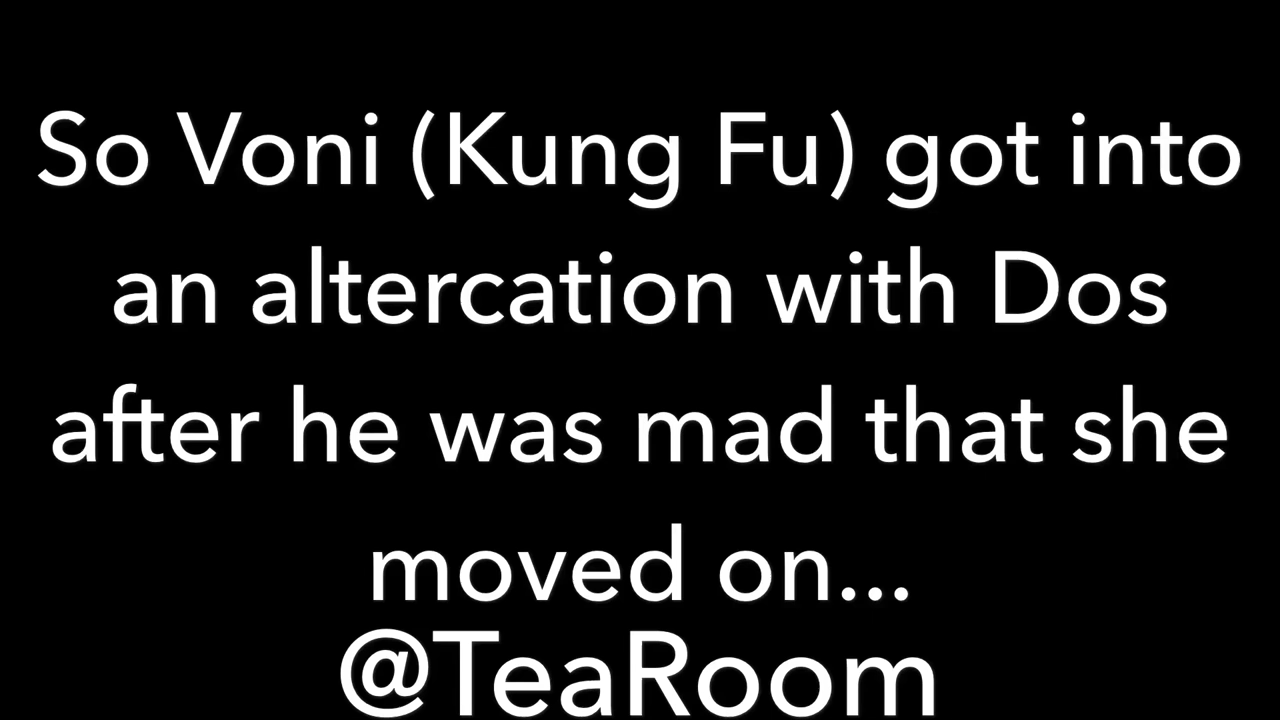 So Voni (Kung Fu) got into
an altercation with Dos
after he was mad that she
moved on...
@TeaRoom